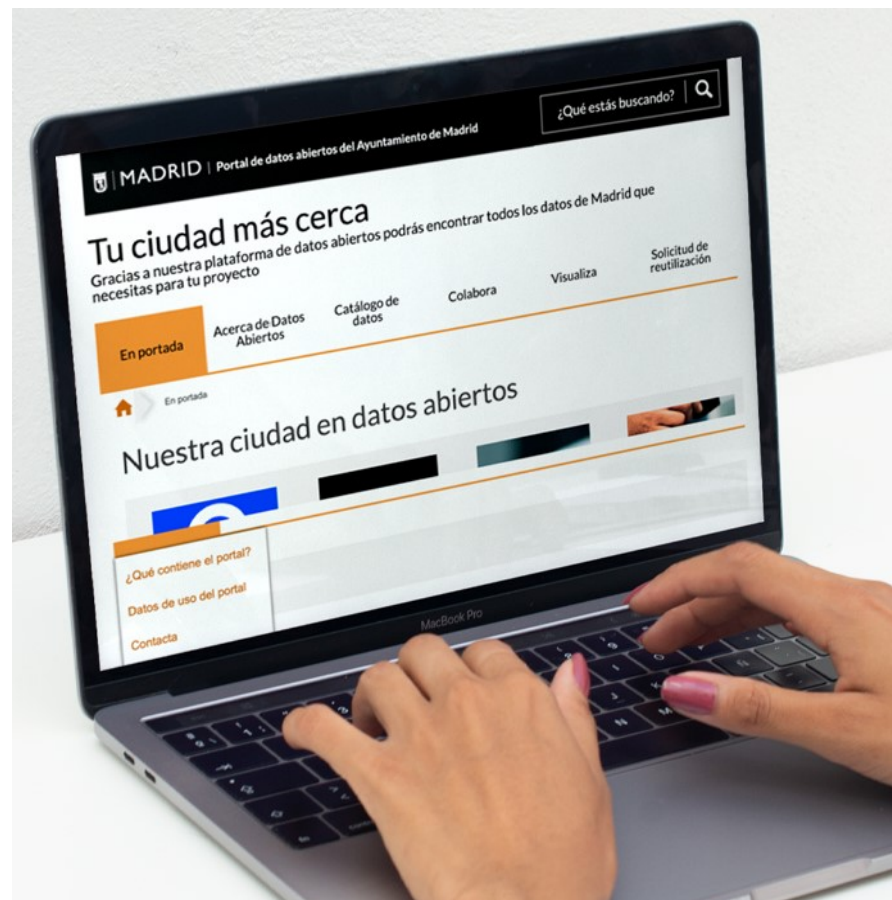 MADRID | Portal de datos abiertos del Ayuntamiento de Madrid
¿Qué estás buscando?
Tu ciudad más cerca
Gracias a nuestra plataforma de datos abiertos podrás encontrar todos los datos de Madrid que
necesitas para tu proyecto
En portada
Acerca de Datos
Abiertos
Catálogo de
datos
Colabora
Visualiza
Solicitud de
reutilización
En portada
Nuestra ciudad en datos abiertos
¿Qué contiene el portal?
Datos de uso del portal
Contacta
MacBook Pro